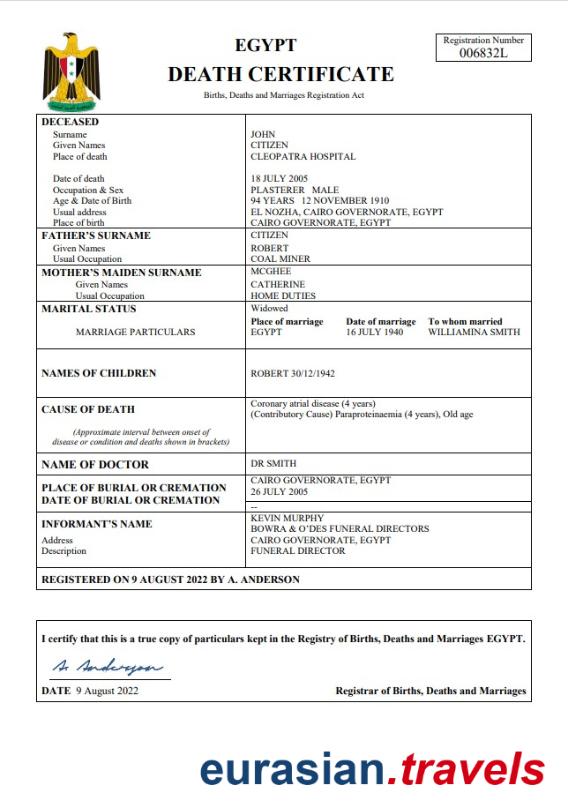 EGYPT
DEATH CERTIFICATE
Births, Deaths and Marriages Registration Act
Registration Number
006832L
DECEASED
Surname JOHN
Given Names CITIZEN
Place of death CLEOPATRA HOSPITAL
Date of death 18 JULY 2005
Occupation & Sex PLASTERER MALE
Age & Date of Birth 94 YEARS 12 NOVEMBER 1910
Usual address EL NOZHA, CAIRO GOVERNORATE, EGYPT
Place of birth CAIRO GOVERNORATE, EGYPT
FATHER'S SURNAME CITIZEN
Given Names ROBERT
Usual Occupation COAL MINER
MOTHER'S MAIDEN SURNAME MCGHEE
Given Names CATHERINE
Usual Occupation HOME DUTIES
MARITAL STATUS Widowed
Place of marriage Date of marriage To whom married
MARRIAGE PARTICULARS EGYPT 16 JULY 1940 WILLIAMINA SMITH
NAMES OF CHILDREN ROBERT 30/12/1942
CAUSE OF DEATH Coronary atrial disease (4 years)
(Contributory Cause) Paraproteinaemia (4 years), Old age
(Approximate interval between onset of
disease or condition and deaths shown in brackets)
NAME OF DOCTOR DR SMITH
PLACE OF BURIAL OR CREMATION CAIRO GOVERNORATE, EGYPT
DATE OF BURIAL OR CREMATION 26 JULY 2005
--
INFORMANT'S NAME KEVIN MURPHY
BOWRA & O'DES FUNERAL DIRECTORS
Address CAIRO GOVERNORATE, EGYPT
Description FUNERAL DIRECTOR
REGISTERED ON 9 AUGUST 2022 BY A. ANDERSON
I certify that this is a true copy of particulars kept in the Registry of Births, Deaths and Marriages EGYPT.
A. Anderson
DATE 9 August 2022 Registrar of Births, Deaths and Marriages
eurasian.travels